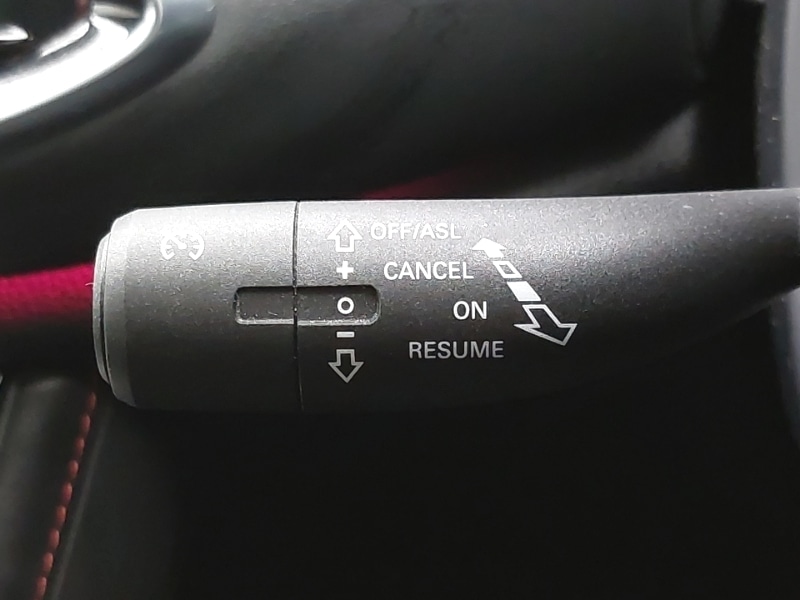 OFF/ASL
+ CANCEL
O ON
− RESUME